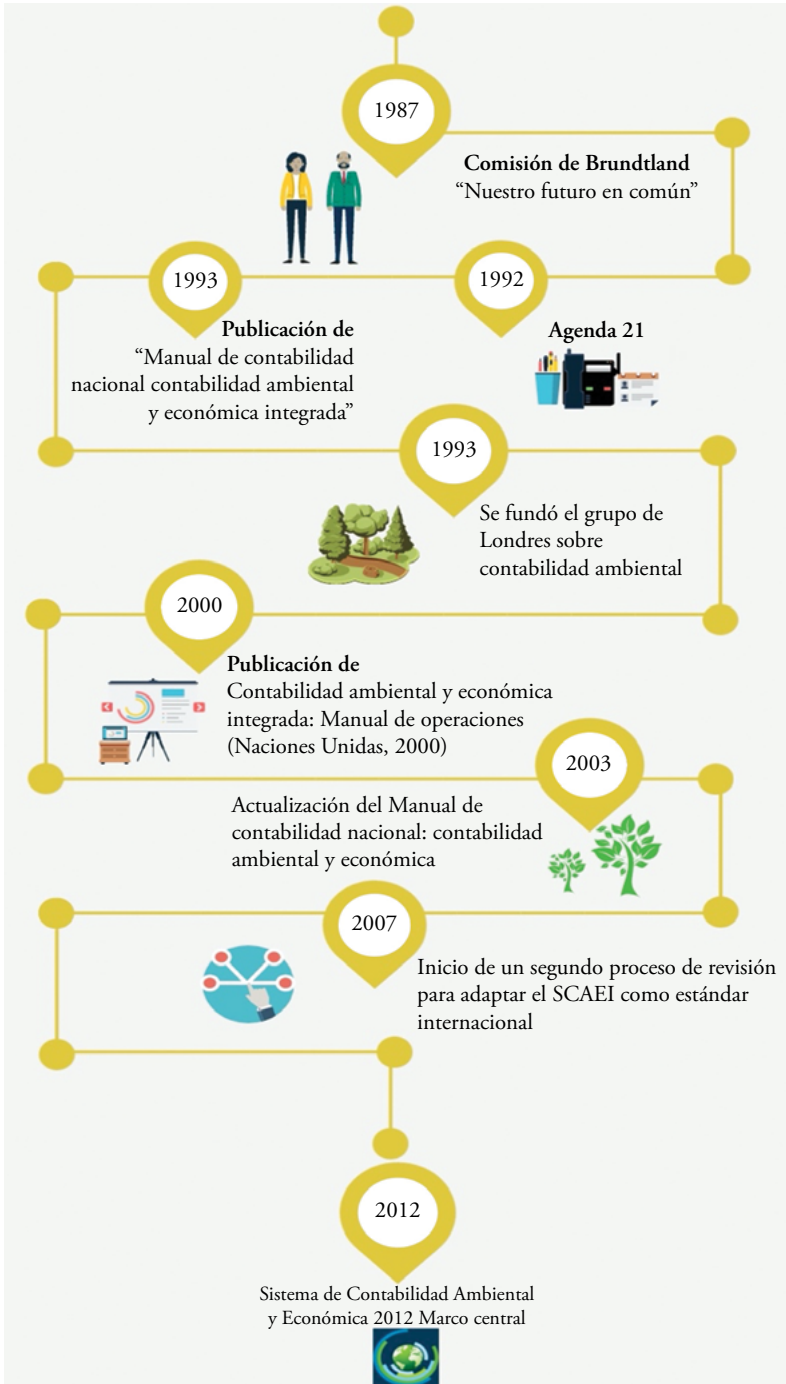 1987
Comisión de Brundtland
“Nuestro futuro en común”
1992
Agenda 21
1993
Publicación de
“Manual de contabilidad
nacional contabilidad ambiental
y económica integrada”
1993
Se fundó el grupo de
Londres sobre
contabilidad ambiental
2000
Publicación de
Contabilidad ambiental y económica
integrada: Manual de operaciones
(Naciones Unidas, 2000)
2003
Actualización del Manual de
contabilidad nacional: contabilidad
ambiental y económica
2007
Inicio de un segundo proceso de revisión
para adaptar el SCAEI como estándar
internacional
2012
Sistema de Contabilidad Ambiental
y Económica 2012 Marco central